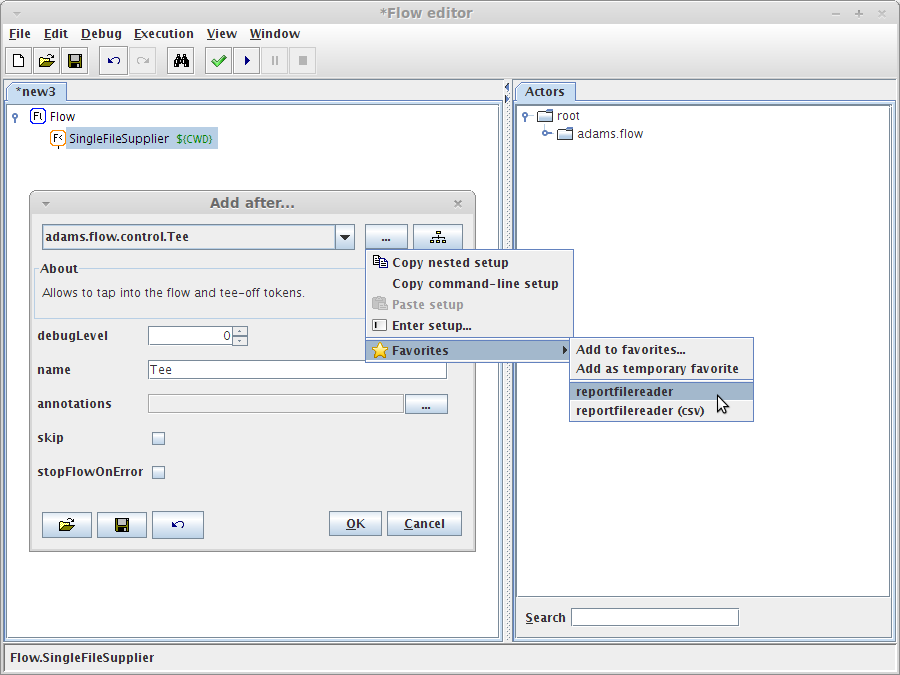 *Flow editor
File Edit Debug Execution View Window
*new3
Flow
SingleFileSupplier ${CWD}
Actors
root
adams.flow
Add after...
adams.flow.control.Tee
...
About
Allows to tap into the flow and tee-off tokens.
debugLevel
0
name
Tee
annotations
...
skip
stopFlowOnError
OK
Cancel
Copy nested setup
Copy command-line setup
Paste setup
Enter setup...
Favorites
Add to favorites...
Add as temporary favorite
reportfilereader
reportfilereader (csv)
Search
Flow.SingleFileSupplier